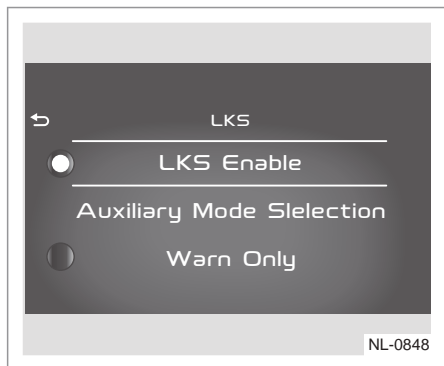 LKS
LKS Enable
Auxiliary Mode Slelection
Warn Only
NL-0848